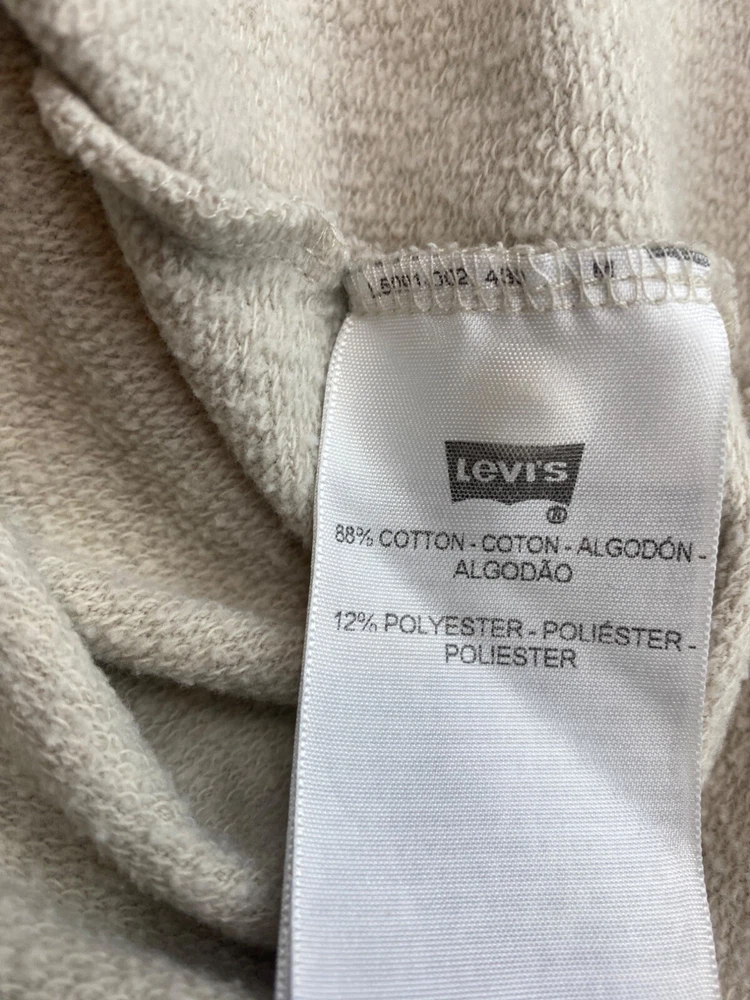 LEVI'S
®
88% COTTON - COTON - ALGODÓN -
ALGODÃO
12% POLYESTER - POLIÉSTER -
POLIESTER